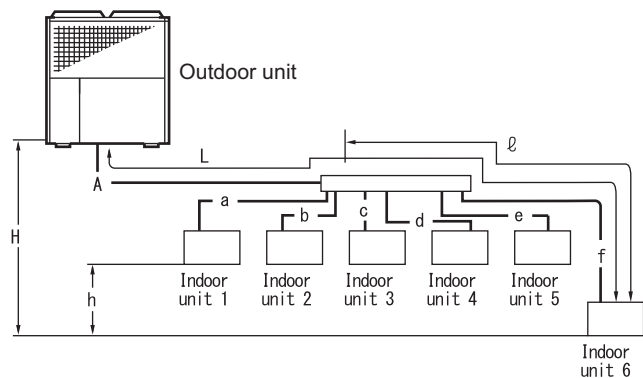 Outdoor unit
L
ℓ
A
a
b
c
d
e
f
H
h
Indoor
unit 1
Indoor
unit 2
Indoor
unit 3
Indoor
unit 4
Indoor
unit 5
Indoor
unit 6